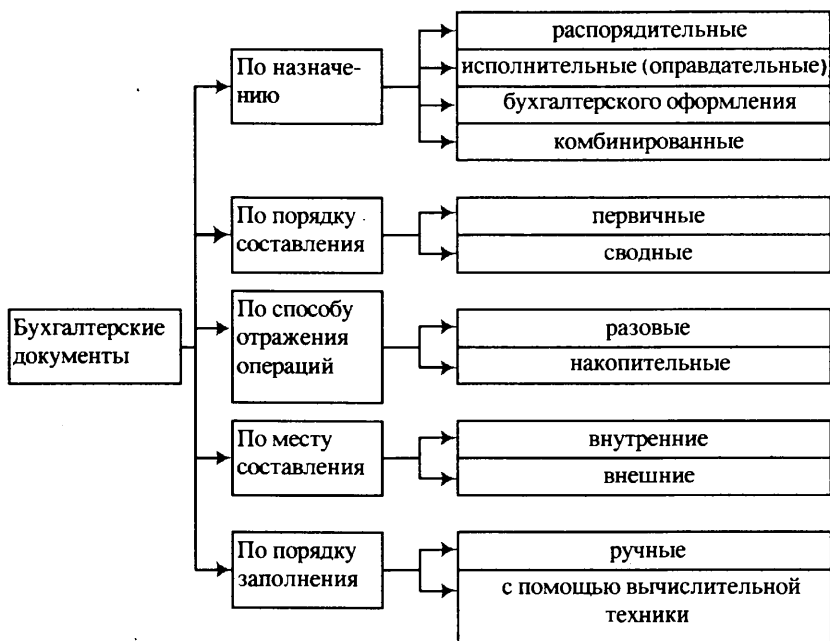 Бухгалтерские
документы
По назначе-
нию
распорядительные
исполнительные (оправдательные)
бухгалтерского оформления
комбинированные
По порядку
составления
первичные
сводные
По способу
отражения
операций
разовые
накопительные
По месту
составления
внутренние
внешние
По порядку
заполнения
ручные
с помощью вычислительной
техники